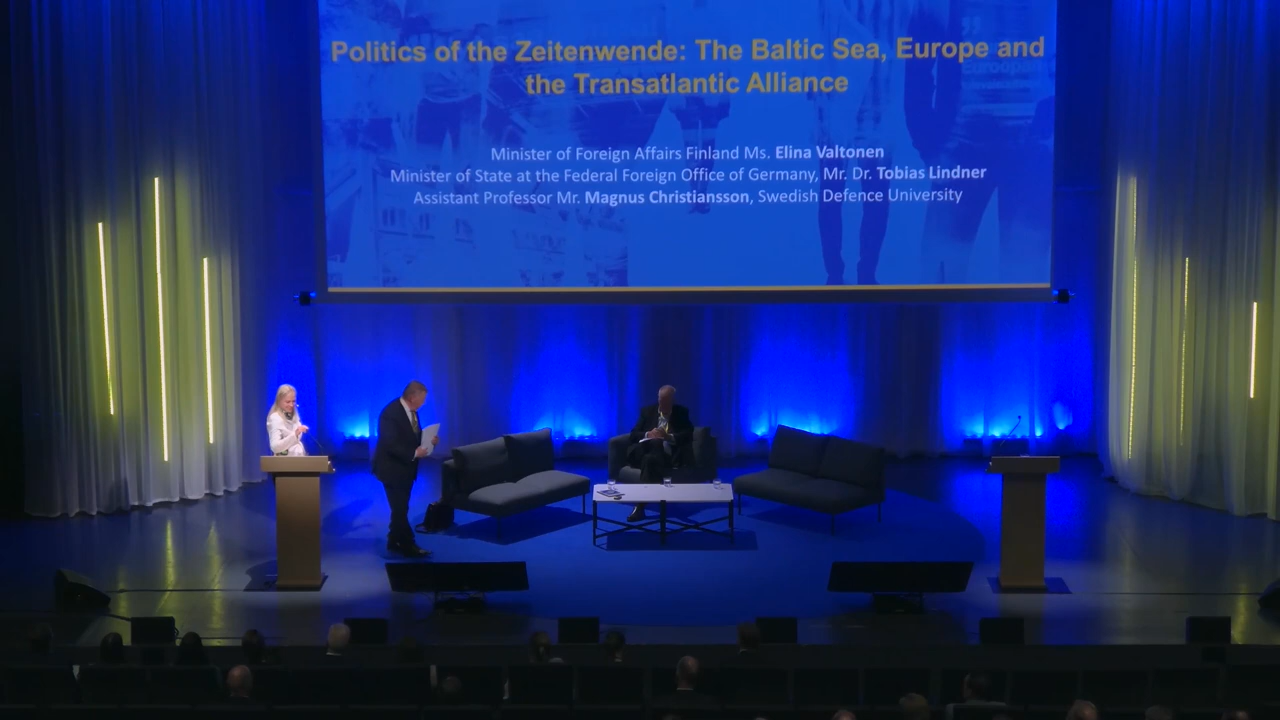 Politics of the Zeitenwende: The Baltic Sea, Europe and
the Transatlantic Alliance
Minister of Foreign Affairs Finland Ms. Elina Valtonen
Minister of State at the Federal Foreign Office of Germany, Mr. Dr. Tobias Lindner
Assistant Professor Mr. Magnus Christiansson, Swedish Defence University